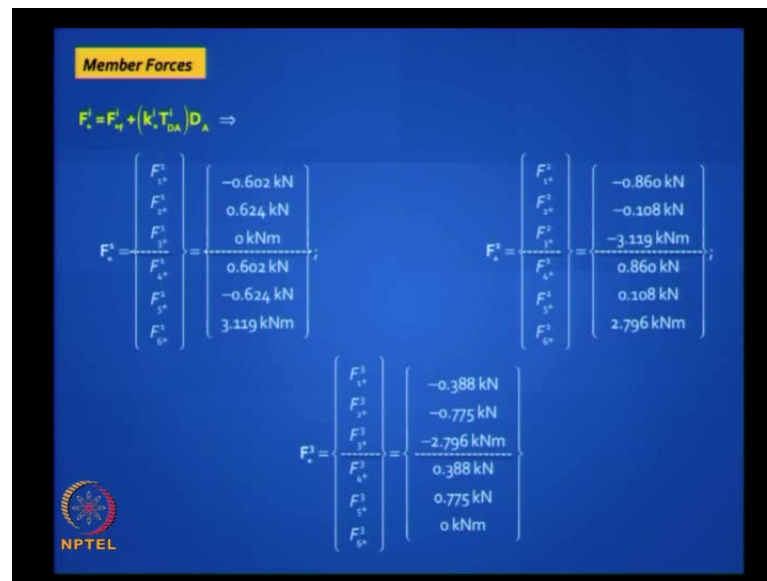 Member Forces
F*^i = F*f^i + (k*^i T_DA^i) D_A ⇒
F*^1 = { F1*^1 F2*^1 F3*^1 F4*^1 F5*^1 F6*^1 } = { −0.602 kN 0.624 kN 0 kNm 0.602 kN −0.624 kN 3.119 kNm };
F*^2 = { F1*^2 F2*^2 F3*^2 F4*^2 F5*^2 F6*^2 } = { −0.860 kN −0.108 kN −3.119 kNm 0.860 kN 0.108 kN 2.796 kNm };
F*^3 = { F1*^3 F2*^3 F3*^3 F4*^3 F5*^3 F6*^3 } = { −0.388 kN −0.775 kN −2.796 kNm 0.388 kN 0.775 kN 0 kNm }
NPTEL